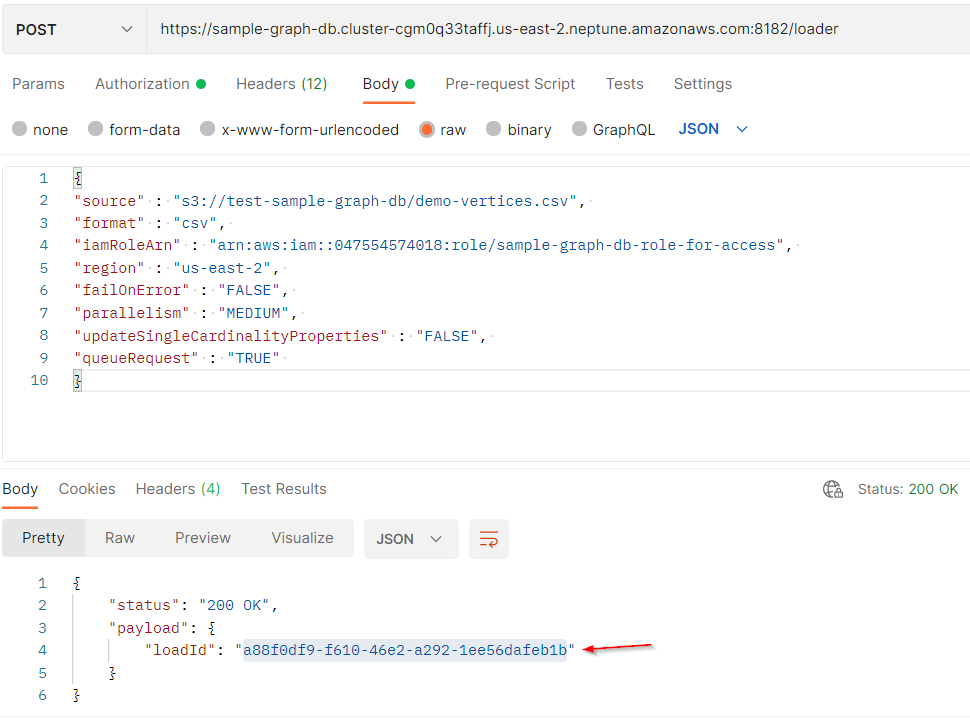 POST https://sample-graph-db.cluster-cgm0q33taffj.us-east-2.neptune.amazonaws.com:8182/loader
Params Authorization Headers (12) Body Pre-request Script Tests Settings
none form-data x-www-form-urlencoded raw binary GraphQL JSON
1 {
2 "source" : "s3://test-sample-graph-db/demo-vertices.csv",
3 "format" : "csv",
4 "iamRoleArn" : "arn:aws:iam::047554574018:role/sample-graph-db-role-for-access",
5 "region" : "us-east-2",
6 "failOnError" : "FALSE",
7 "parallelism" : "MEDIUM",
8 "updateSingleCardinalityProperties" : "FALSE",
9 "queueRequest" : "TRUE"
10 }
Body Cookies Headers (4) Test Results Status: 200 OK
Pretty Raw Preview Visualize JSON
1 {
2 "status": "200 OK",
3 "payload": {
4 "loadId": "a88f0df9-f610-46e2-a292-1ee56dafeb1b"
5 }
6 }